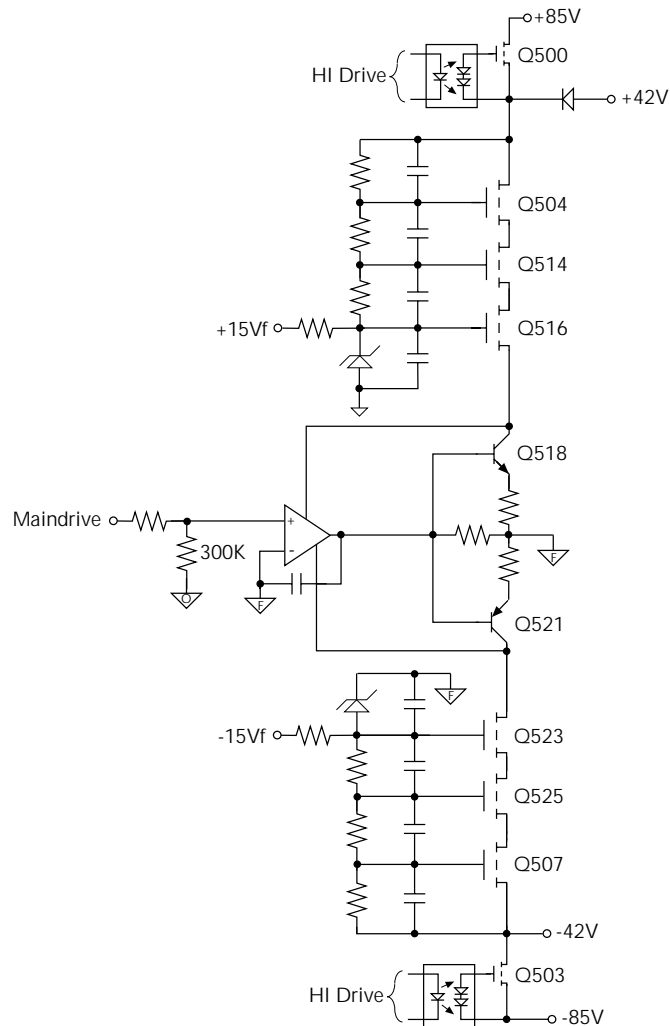 +85V
Q500
HI Drive
+42V
Q504
Q514
+15Vf
Q516
Q518
Maindrive
+
-
300K
F
O
F
Q521
F
-15Vf
Q523
Q525
Q507
-42V
Q503
HI Drive
-85V